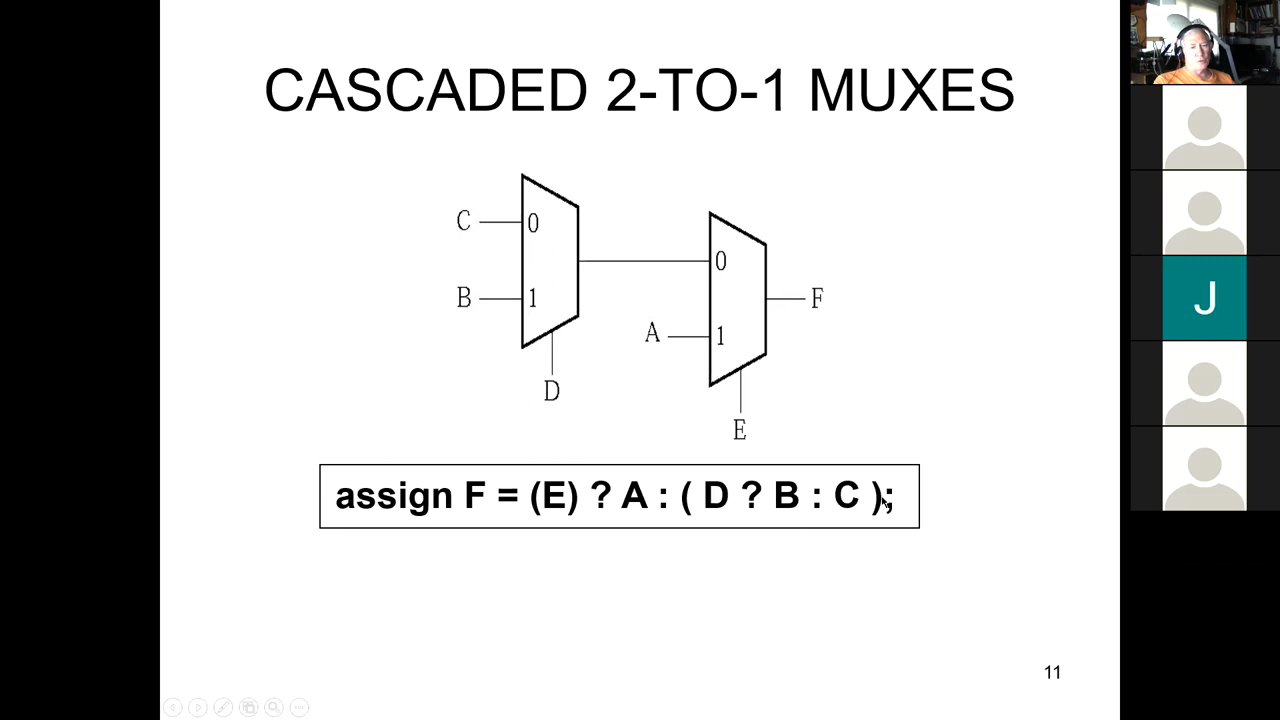 CASCADED 2-TO-1 MUXES
C 0
B 1
D
0
A 1
F
E
assign F = (E) ? A : ( D ? B : C );
11
J